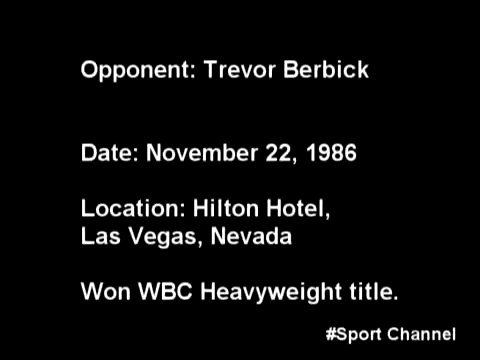 Opponent: Trevor Berbick
Date: November 22, 1986
Location: Hilton Hotel,
Las Vegas, Nevada
Won WBC Heavyweight title.
#Sport Channel